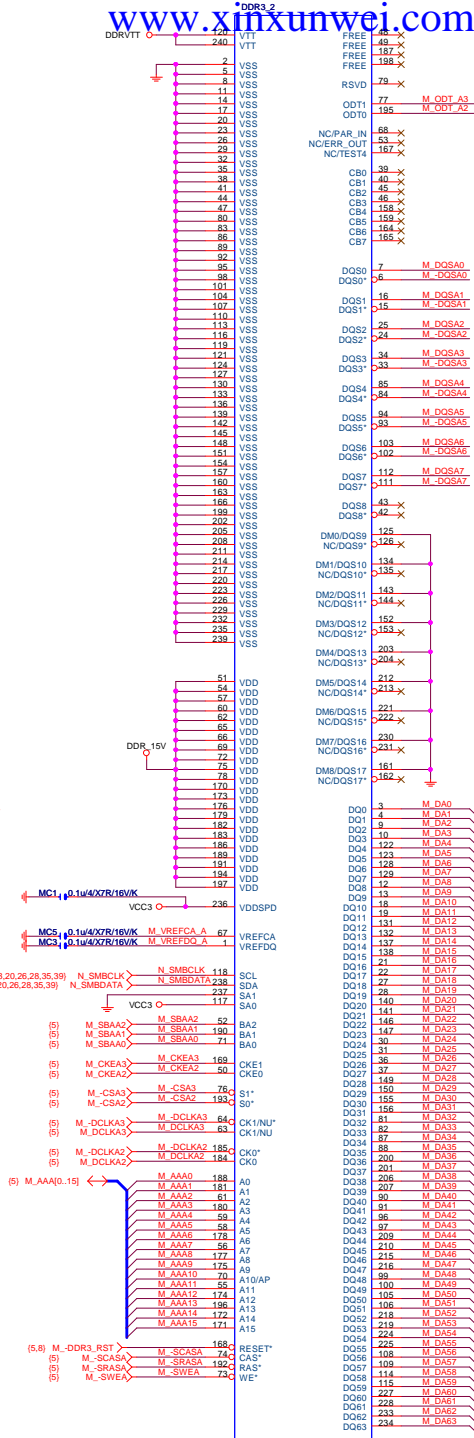 www.xinxunwei.com
DDR3_2
DDRVTT 120 VTT
240 VTT
2 VSS
5 VSS
8 VSS
11 VSS
14 VSS
17 VSS
20 VSS
23 VSS
26 VSS
29 VSS
32 VSS
35 VSS
38 VSS
41 VSS
44 VSS
47 VSS
80 VSS
83 VSS
86 VSS
89 VSS
92 VSS
95 VSS
98 VSS
101 VSS
104 VSS
107 VSS
110 VSS
113 VSS
116 VSS
119 VSS
121 VSS
124 VSS
127 VSS
130 VSS
133 VSS
136 VSS
139 VSS
142 VSS
145 VSS
148 VSS
151 VSS
154 VSS
157 VSS
160 VSS
163 VSS
166 VSS
199 VSS
202 VSS
205 VSS
208 VSS
211 VSS
214 VSS
217 VSS
220 VSS
223 VSS
226 VSS
229 VSS
232 VSS
235 VSS
239 VSS
51 VDD
54 VDD
57 VDD
60 VDD
62 VDD
65 VDD
66 VDD
69 VDD
72 VDD
75 VDD
78 VDD
170 VDD
173 VDD
176 VDD
179 VDD
182 VDD
183 VDD
186 VDD
189 VDD
191 VDD
194 VDD
197 VDD
DDR_15V
MC1 0.1u/4/X7R/16V/K
VCC3 236 VDDSPD
MC5 0.1u/4/X7R/16V/K M_VREFCA_A 67 VREFCA
MC3 0.1u/4/X7R/16V/K M_VREFDQ_A 1 VREFDQ
,20,26,28,35,39) N_SMBCLK N_SMBCLK 118 SCL
20,26,28,35,39) N_SMBDATA N_SMBDATA 238 SDA
237 SA1
VCC3 117 SA0
(5) M_SBAA2 M_SBAA2 52 BA2
(5) M_SBAA1 M_SBAA1 190 BA1
(5) M_SBAA0 M_SBAA0 71 BA0
(5) M_CKEA3 M_CKEA3 169 CKE1
(5) M_CKEA2 M_CKEA2 50 CKE0
(5) M_-CSA3 M_-CSA3 76 S1*
(5) M_-CSA2 M_-CSA2 193 S0*
(5) M_-DCLKA3 M_-DCLKA3 64 CK1/NU*
(5) M_DCLKA3 M_DCLKA3 63 CK1/NU
(5) M_-DCLKA2 M_-DCLKA2 185 CK0*
(5) M_DCLKA2 M_DCLKA2 184 CK0
(5) M_AAA[0..15]
M_AAA0 188 A0
M_AAA1 181 A1
M_AAA2 61 A2
M_AAA3 180 A3
M_AAA4 59 A4
M_AAA5 58 A5
M_AAA6 178 A6
M_AAA7 56 A7
M_AAA8 177 A8
M_AAA9 175 A9
M_AAA10 70 A10/AP
M_AAA11 55 A11
M_AAA12 174 A12
M_AAA13 196 A13
M_AAA14 172 A14
M_AAA15 171 A15
(5,8) M_-DDR3_RST 168 RESET*
(5) M_-SCASA M_-SCASA 74 CAS*
(5) M_-SRASA M_-SRASA 192 RAS*
(5) M_-SWEA M_-SWEA 73 WE*
FREE 48
FREE 49
FREE 187
FREE 198
RSVD 79
ODT1 77 M_ODT_A3
ODT0 195 M_ODT_A2
NC/PAR_IN 68
NC/ERR_OUT 53
NC/TEST4 167
CB0 39
CB1 40
CB2 45
CB3 46
CB4 158
CB5 159
CB6 164
CB7 165
DQS0 7 M_DQSA0
DQS0* 6 M_-DQSA0
DQS1 16 M_DQSA1
DQS1* 15 M_-DQSA1
DQS2 25 M_DQSA2
DQS2* 24 M_-DQSA2
DQS3 34 M_DQSA3
DQS3* 33 M_-DQSA3
DQS4 85 M_DQSA4
DQS4* 84 M_-DQSA4
DQS5 94 M_DQSA5
DQS5* 93 M_-DQSA5
DQS6 103 M_DQSA6
DQS6* 102 M_-DQSA6
DQS7 112 M_DQSA7
DQS7* 111 M_-DQSA7
DQS8 43
DQS8* 42
DM0/DQS9 125
NC/DQS9* 126
DM1/DQS10 134
NC/DQS10* 135
DM2/DQS11 143
NC/DQS11* 144
DM3/DQS12 152
NC/DQS12* 153
DM4/DQS13 203
NC/DQS13* 204
DM5/DQS14 212
NC/DQS14* 213
DM6/DQS15 221
NC/DQS15* 222
DM7/DQS16 230
NC/DQS16* 231
DM8/DQS17 161
NC/DQS17* 162
DQ0 3 M_DA0
DQ1 4 M_DA1
DQ2 9 M_DA2
DQ3 10 M_DA3
DQ4 122 M_DA4
DQ5 123 M_DA5
DQ6 128 M_DA6
DQ7 129 M_DA7
DQ8 12 M_DA8
DQ9 13 M_DA9
DQ10 18 M_DA10
DQ11 19 M_DA11
DQ12 131 M_DA12
DQ13 132 M_DA13
DQ14 137 M_DA14
DQ15 138 M_DA15
DQ16 21 M_DA16
DQ17 22 M_DA17
DQ18 27 M_DA18
DQ19 28 M_DA19
DQ20 140 M_DA20
DQ21 141 M_DA21
DQ22 146 M_DA22
DQ23 147 M_DA23
DQ24 30 M_DA24
DQ25 31 M_DA25
DQ26 36 M_DA26
DQ27 37 M_DA27
DQ28 149 M_DA28
DQ29 150 M_DA29
DQ30 155 M_DA30
DQ31 156 M_DA31
DQ32 81 M_DA32
DQ33 82 M_DA33
DQ34 87 M_DA34
DQ35 88 M_DA35
DQ36 200 M_DA36
DQ37 201 M_DA37
DQ38 206 M_DA38
DQ39 207 M_DA39
DQ40 90 M_DA40
DQ41 91 M_DA41
DQ42 96 M_DA42
DQ43 97 M_DA43
DQ44 209 M_DA44
DQ45 210 M_DA45
DQ46 215 M_DA46
DQ47 216 M_DA47
DQ48 99 M_DA48
DQ49 100 M_DA49
DQ50 105 M_DA50
DQ51 106 M_DA51
DQ52 218 M_DA52
DQ53 219 M_DA53
DQ54 224 M_DA54
DQ55 225 M_DA55
DQ56 108 M_DA56
DQ57 109 M_DA57
DQ58 114 M_DA58
DQ59 115 M_DA59
DQ60 227 M_DA60
DQ61 228 M_DA61
DQ62 233 M_DA62
DQ63 234 M_DA63